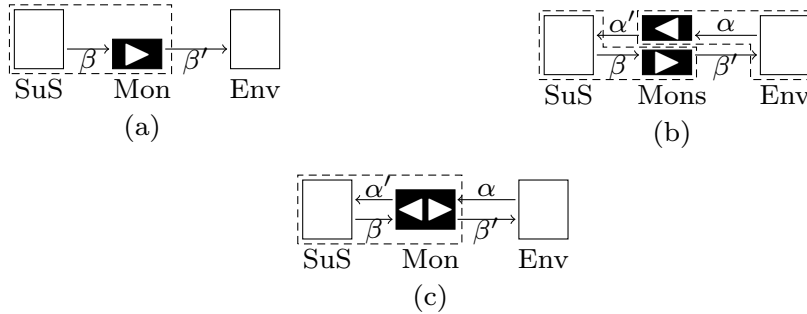 β β′
SuS Mon Env
(a)
α′ α
β β′
SuS Mons Env
(b)
α′ α
β β′
SuS Mon Env
(c)